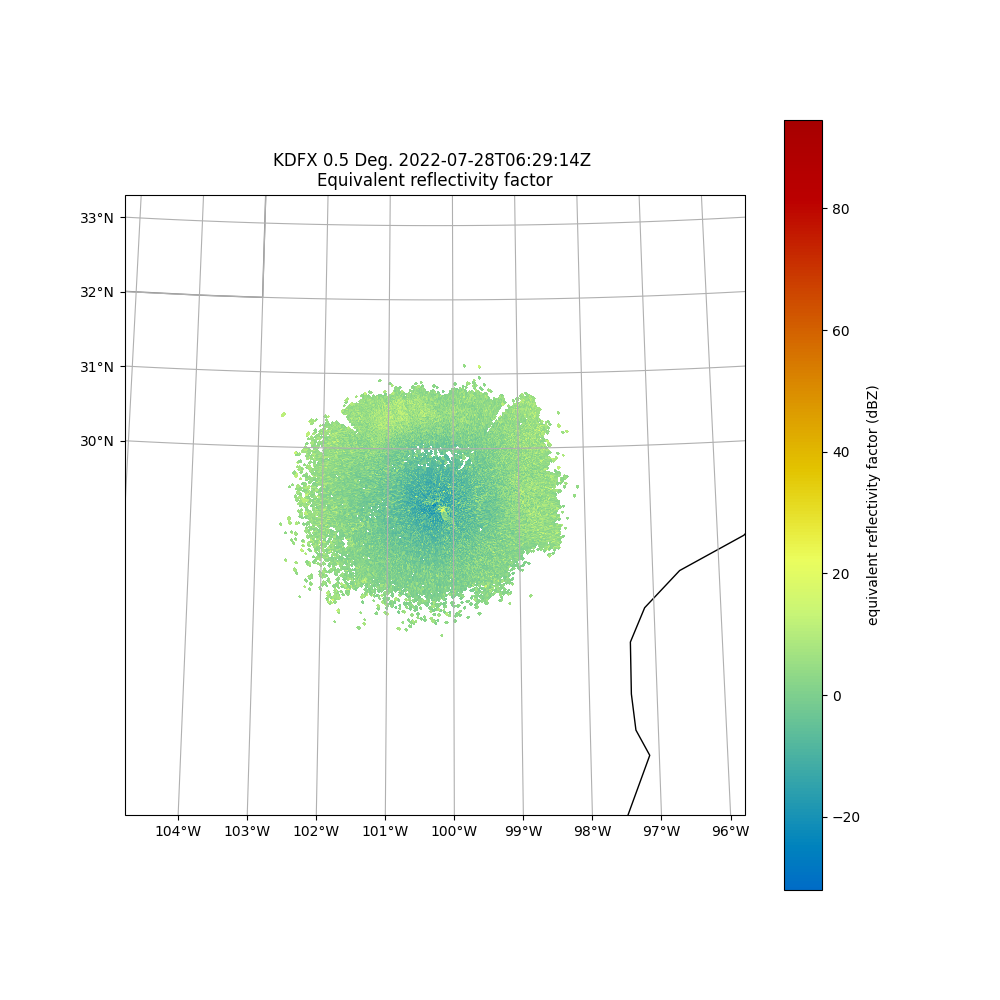 KDFX 0.5 Deg. 2022-07-28T06:29:14Z
Equivalent reflectivity factor
33°N
32°N
31°N
30°N
104°W 103°W 102°W 101°W 100°W 99°W 98°W 97°W 96°W
80
60
40
20
0
−20
equivalent reflectivity factor (dBZ)